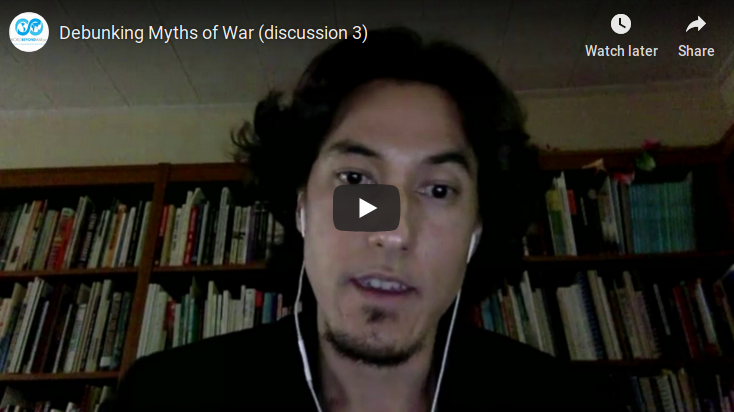 Debunking Myths of War (discussion 3)
Watch later
Share